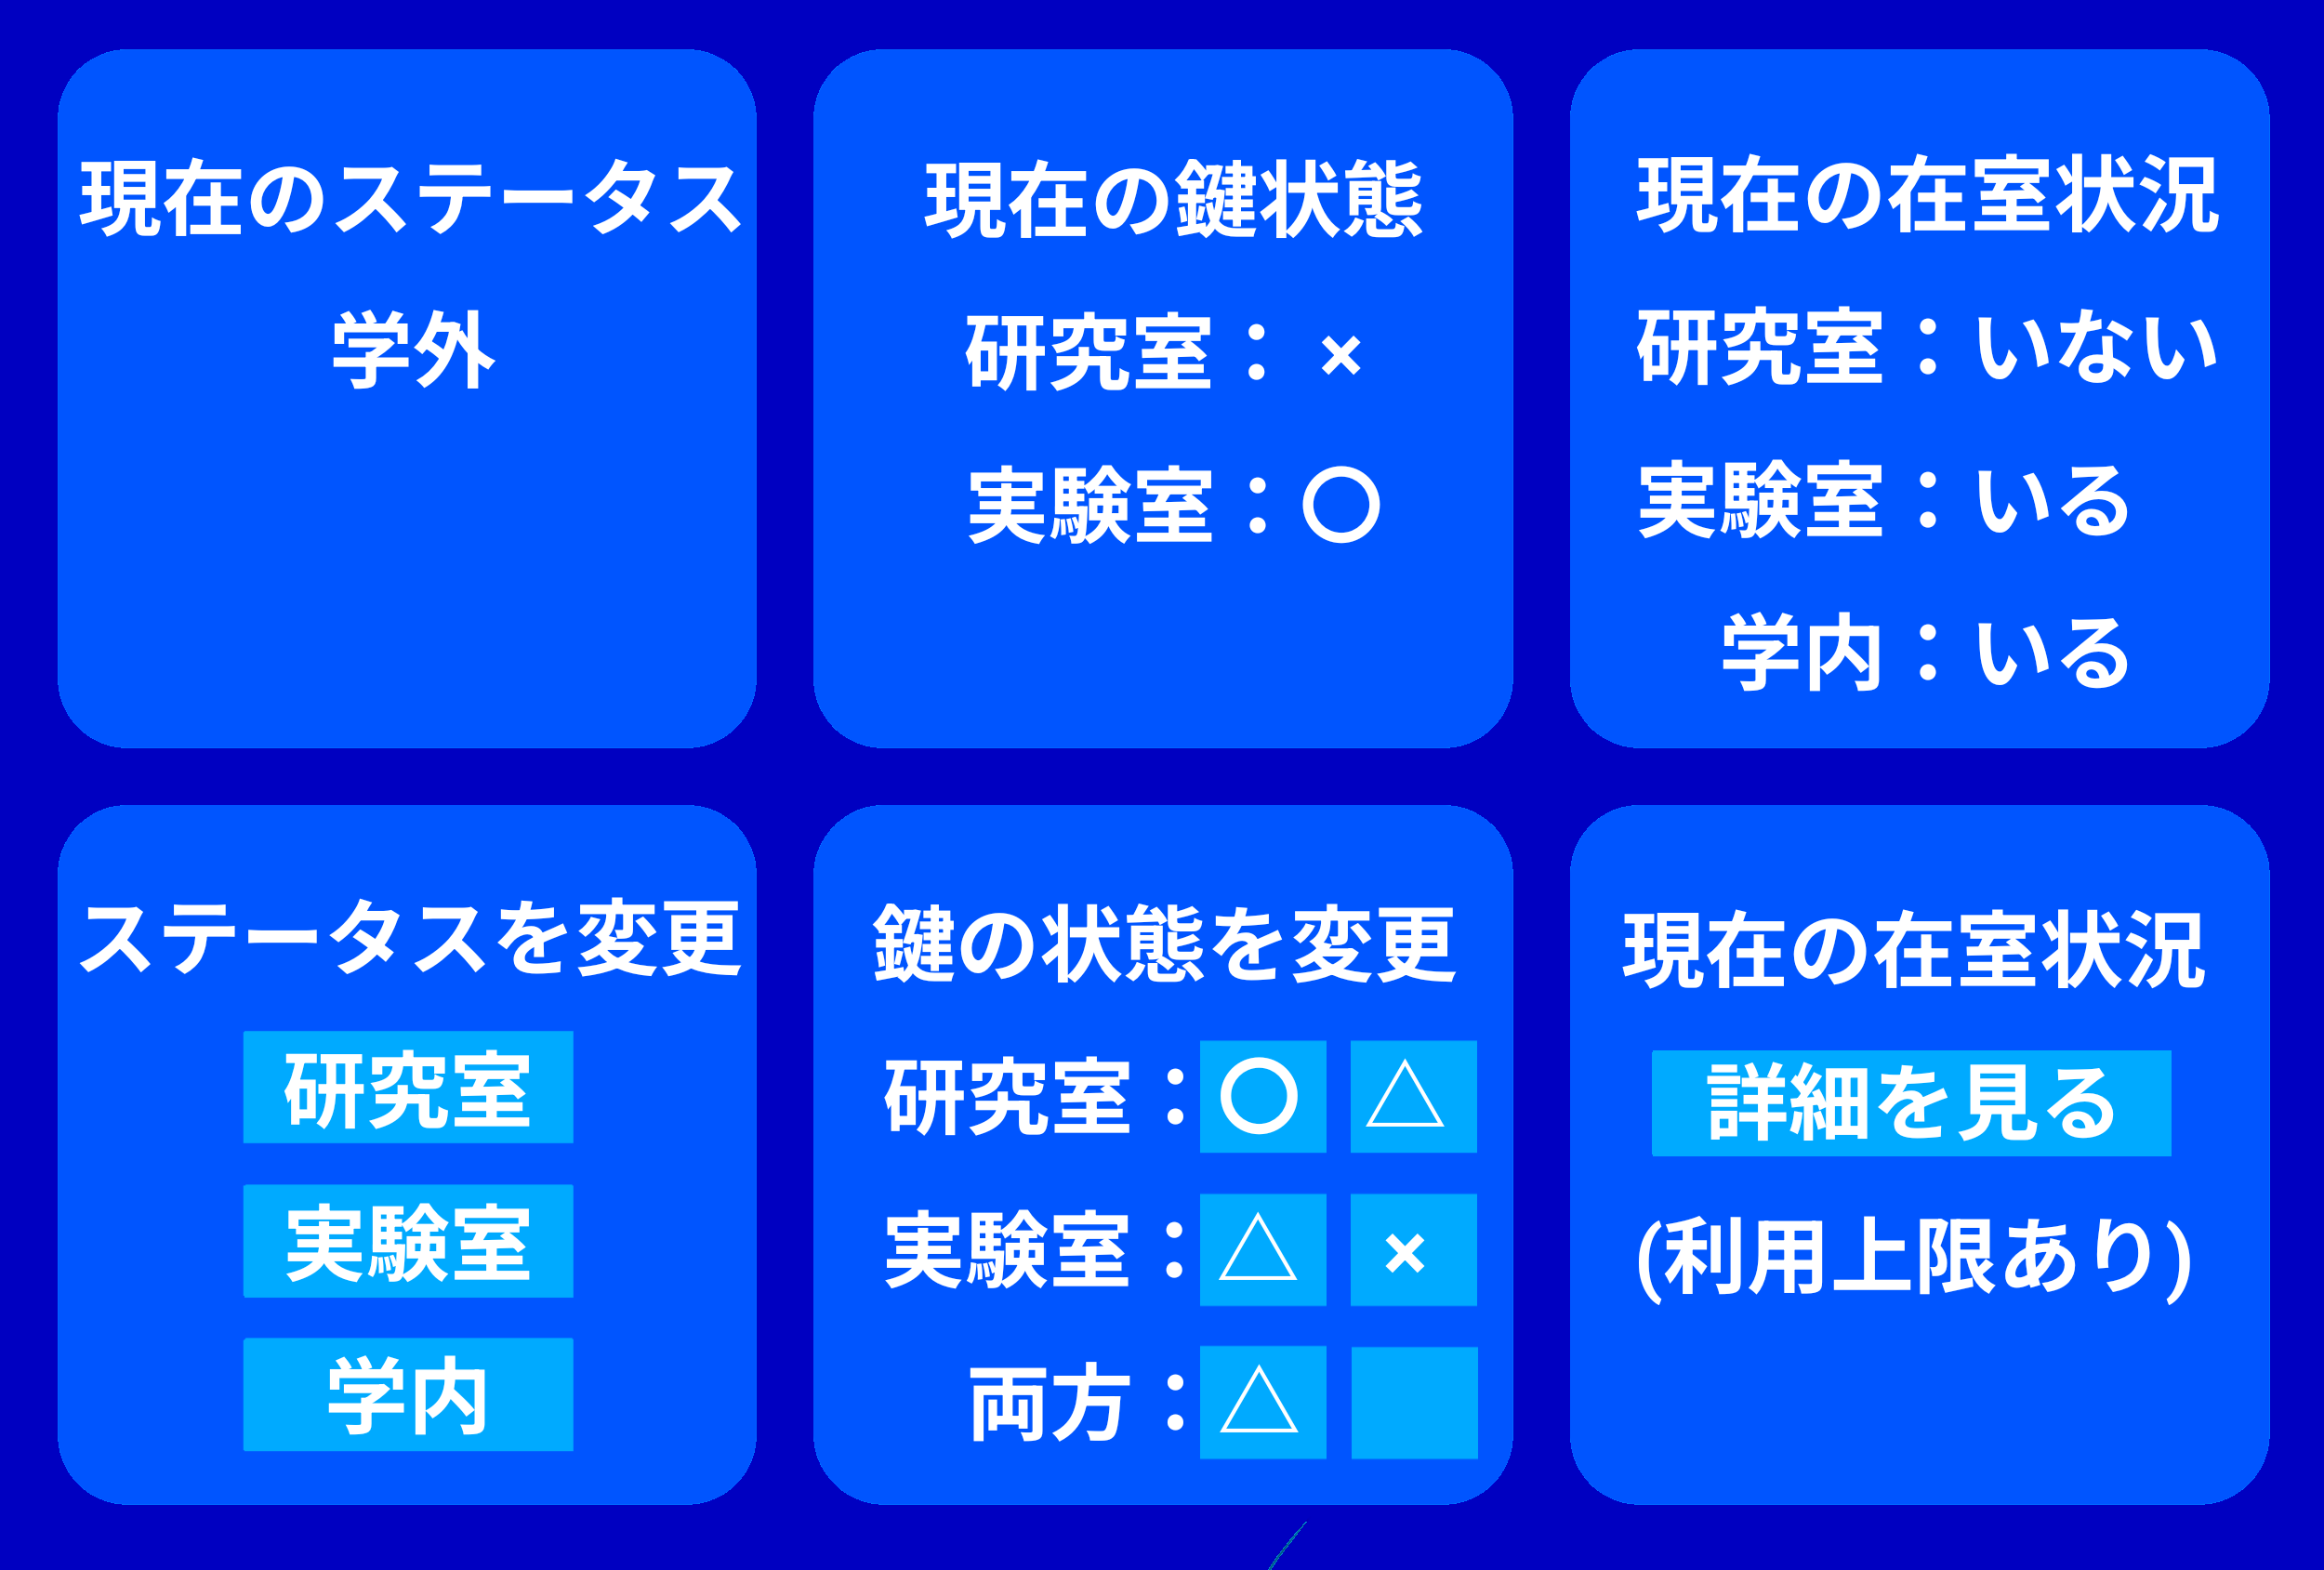 現在のステータス
学外
現在の鍵状態
研究室：×
実験室：○
現在の在室状況
研究室：いない
実験室：いる
学内：いる
ステータスを変更
研究室
実験室
学内
鍵の状態を変更
研究室：○ △
実験室：△ ×
両方：△
現在の在室状況
詳細を見る
(利用上限あり)